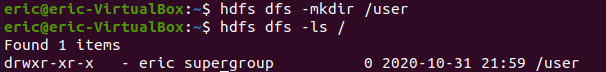 eric@eric-VirtualBox:~$ hdfs dfs -mkdir /user
eric@eric-VirtualBox:~$ hdfs dfs -ls /
Found 1 items
drwxr-xr-x   - eric supergroup          0 2020-10-31 21:59 /user